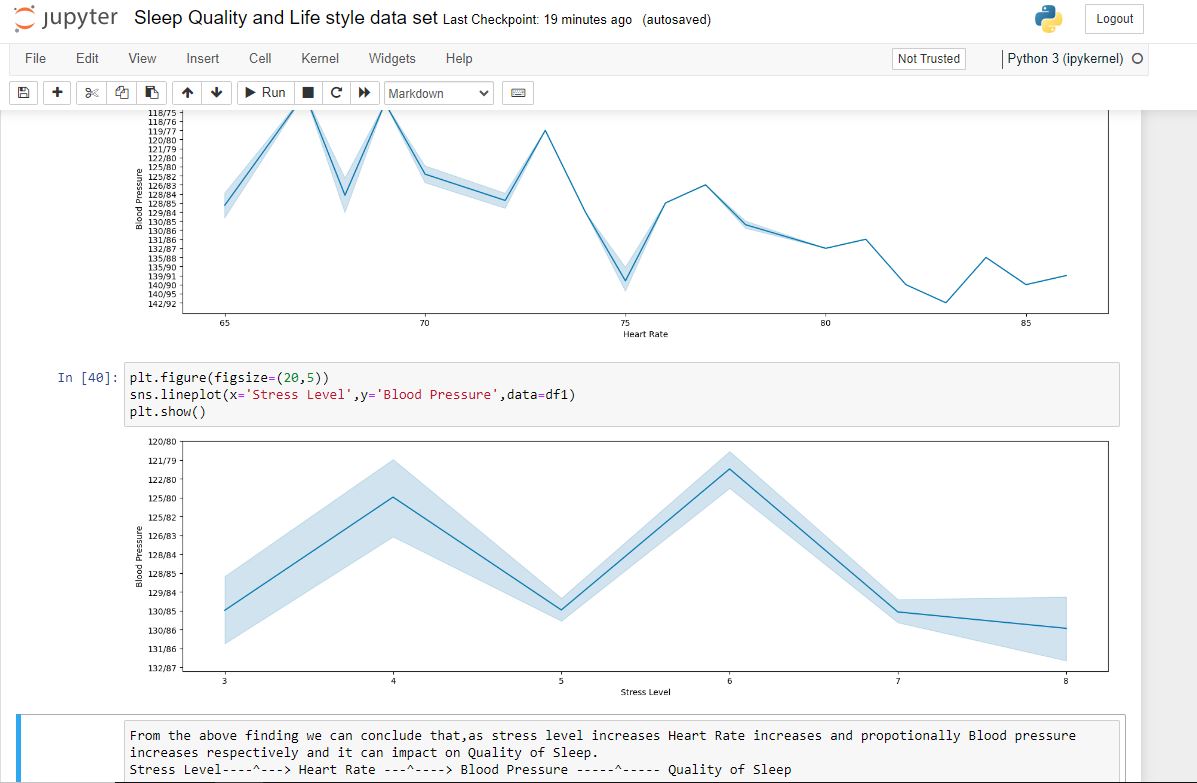 jupyter Sleep Quality and Life style data set Last Checkpoint: 19 minutes ago (autosaved)
Logout
File Edit View Insert Cell Kernel Widgets Help
Not Trusted
Python 3 (ipykernel)
Run
Markdown
118/75
118/76
119/77
120/80
121/79
122/80
125/80
125/82
126/83
128/84
128/85
129/84
130/85
130/86
131/86
132/87
135/88
135/90
139/91
140/90
140/95
142/92
Blood Pressure
65 70 75 80 85
Heart Rate
In [40]:
plt.figure(figsize=(20,5))
sns.lineplot(x='Stress Level',y='Blood Pressure',data=df1)
plt.show()
120/80
121/79
122/80
125/80
125/82
126/83
128/84
128/85
129/84
130/85
130/86
131/86
132/87
Blood Pressure
3 4 5 6 7 8
Stress Level
From the above finding we can conclude that,as stress level increases Heart Rate increases and propotionally Blood pressure
increases respectively and it can impact on Quality of Sleep.
Stress Level----^---> Heart Rate ---^----> Blood Pressure -----^----- Quality of Sleep